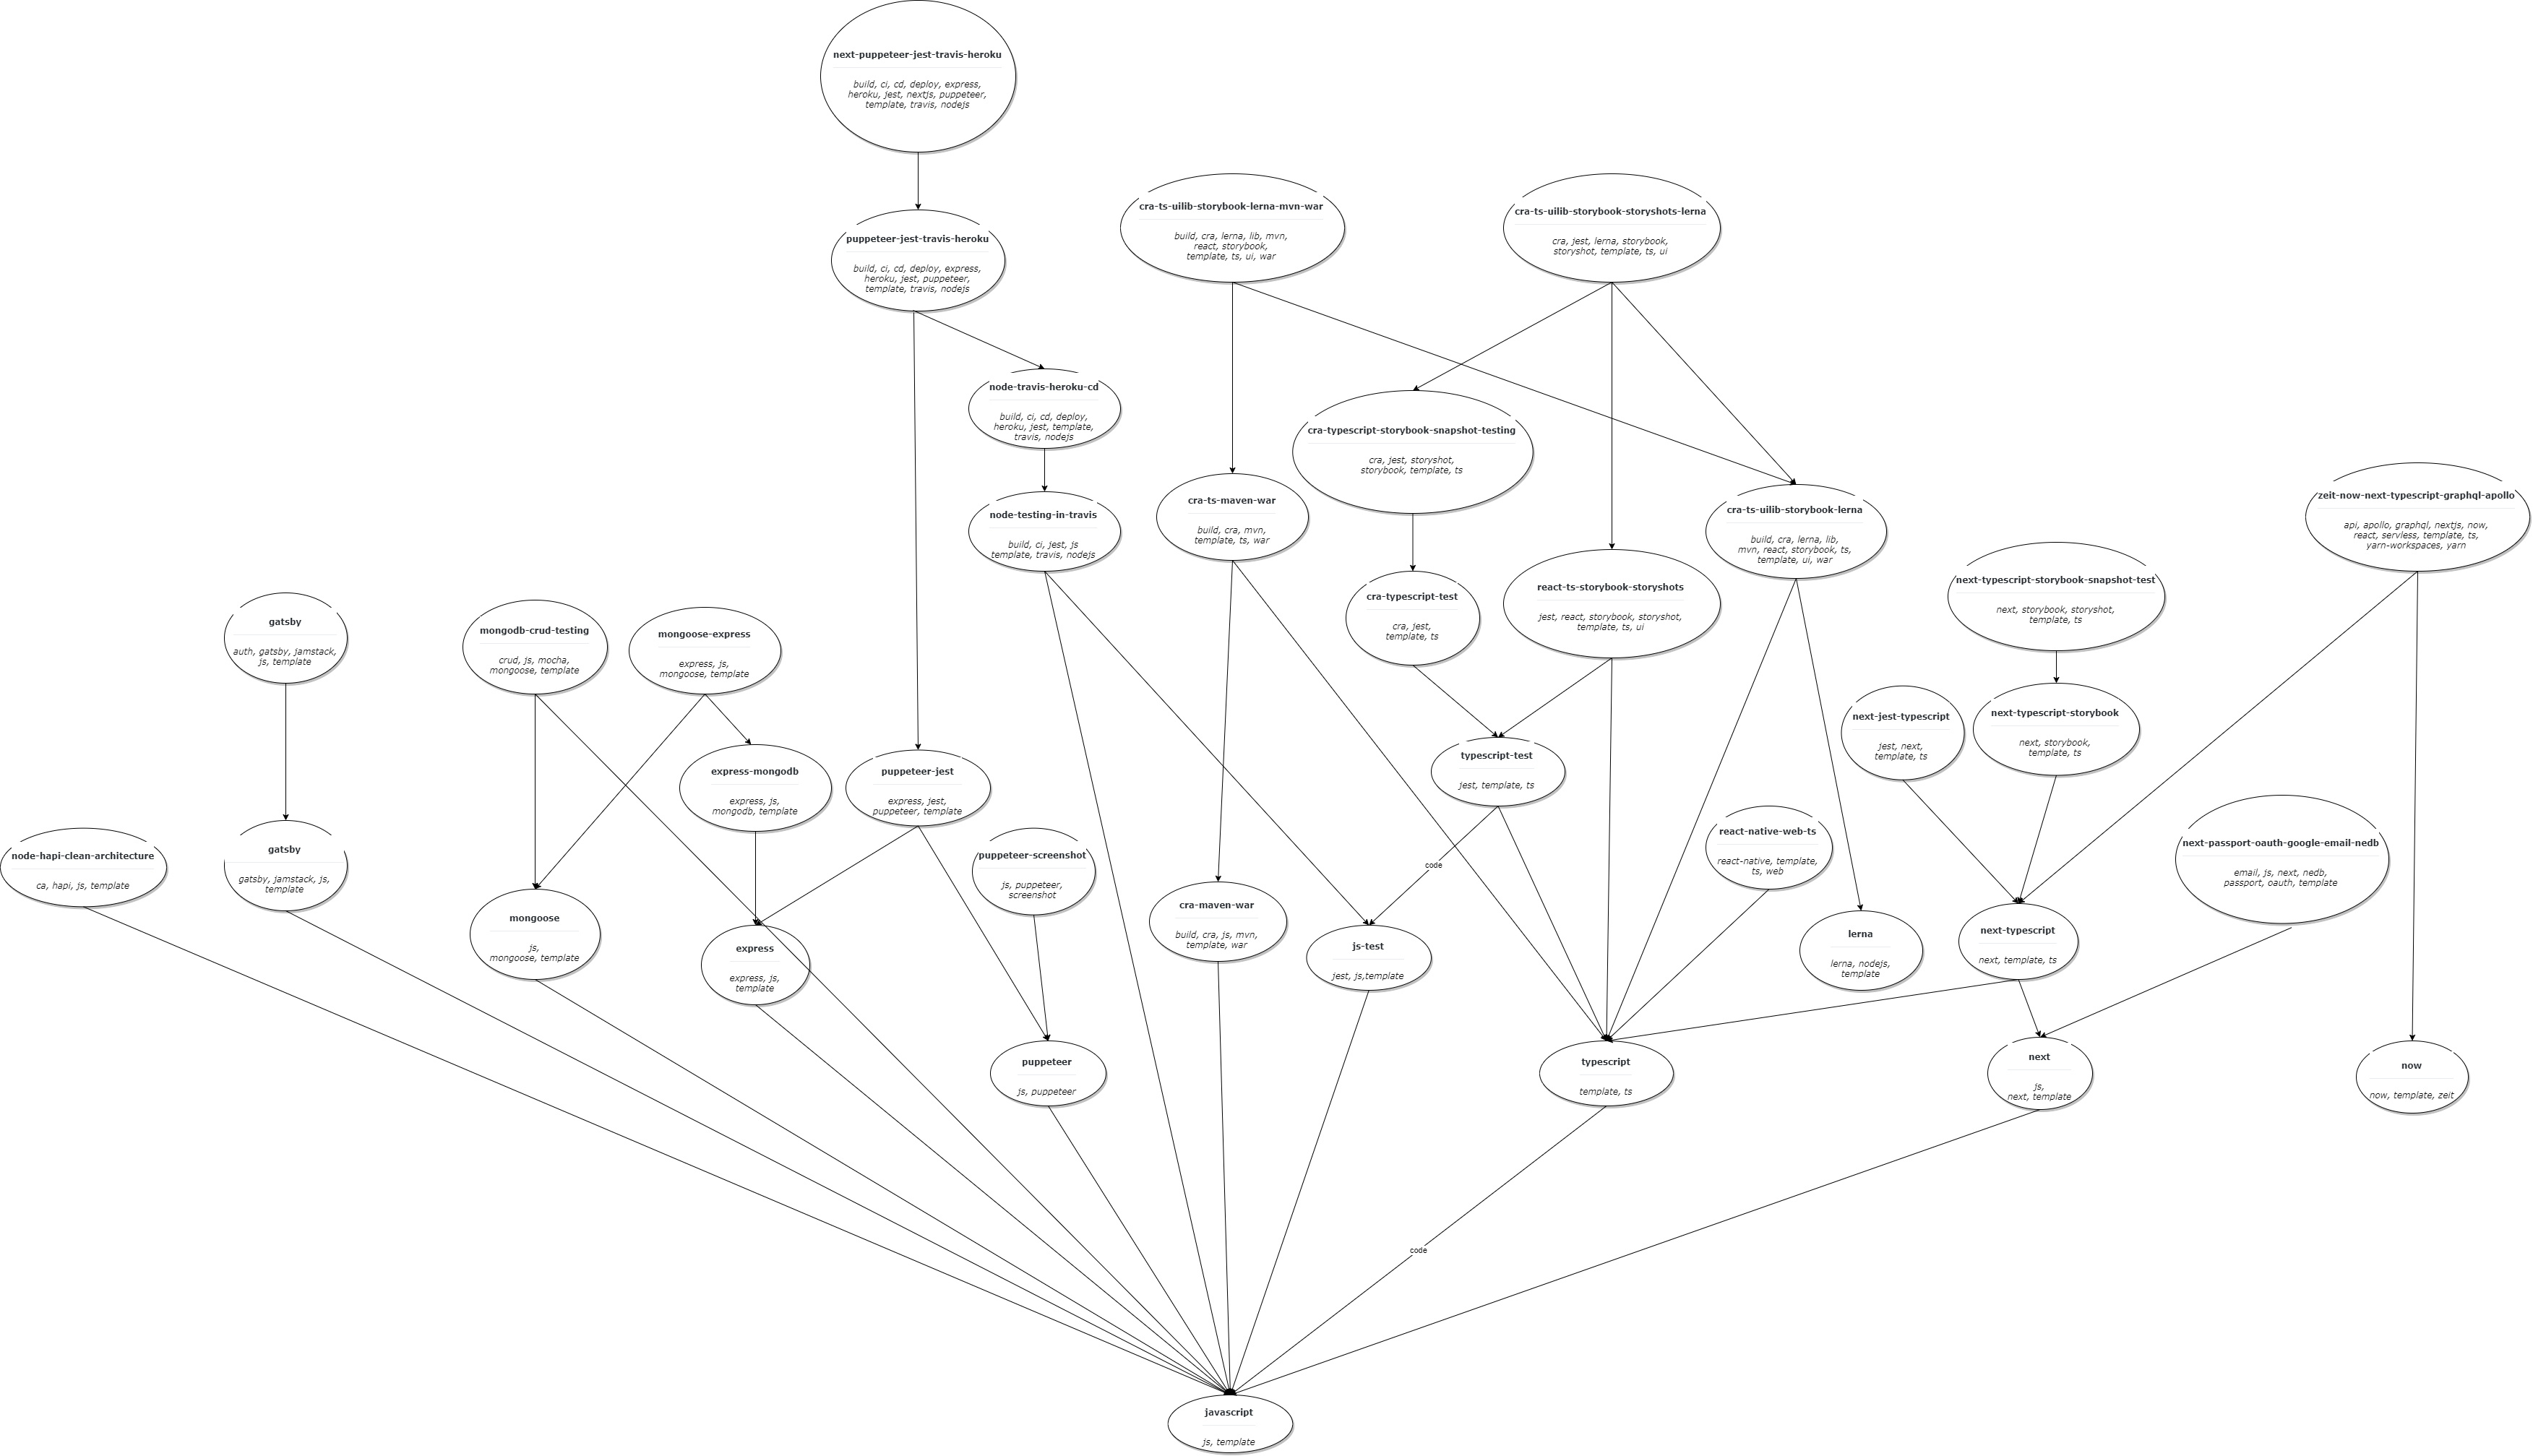 next-puppeteer-jest-travis-heroku
build, ci, cd, deploy, express,
heroku, jest, nextjs, puppeteer,
template, travis, nodejs
puppeteer-jest-travis-heroku
build, ci, cd, deploy, express,
heroku, jest, puppeteer,
template, travis, nodejs
cra-ts-uilib-storybook-lerna-mvn-war
build, cra, lerna, lib, mvn,
react, storybook,
template, ts, ui, war
cra-ts-uilib-storybook-storyshots-lerna
cra, jest, lerna, storybook,
storyshot, template, ts, ui
node-travis-heroku-cd
build, ci, cd, deploy,
heroku, jest, template,
travis, nodejs
cra-typescript-storybook-snapshot-testing
cra, jest, storyshot,
storybook, template, ts
node-testing-in-travis
build, ci, jest, js
template, travis, nodejs
cra-ts-maven-war
build, cra, mvn,
template, ts, war
cra-ts-uilib-storybook-lerna
build, cra, lerna, lib,
mvn, react, storybook, ts,
template, ui, war
zeit-now-next-typescript-graphql-apollo
api, apollo, graphql, nextjs, now,
react, servless, template, ts,
yarn-workspaces, yarn
gatsby
auth, gatsby, jamstack,
js, template
mongodb-crud-testing
crud, js, mocha,
mongoose, template
mongoose-express
express, js,
mongoose, template
cra-typescript-test
cra, jest,
template, ts
react-ts-storybook-storyshots
jest, react, storybook, storyshot,
template, ts, ui
next-typescript-storybook-snapshot-test
next, storybook, storyshot,
template, ts
next-jest-typescript
jest, next,
template, ts
next-typescript-storybook
next, storybook,
template, ts
express-mongodb
express, js,
mongodb, template
puppeteer-jest
express, jest,
puppeteer, template
typescript-test
jest, template, ts
node-hapi-clean-architecture
ca, hapi, js, template
gatsby
gatsby, jamstack, js,
template
puppeteer-screenshot
js, puppeteer,
screenshot
code
react-native-web-ts
react-native, template,
ts, web
next-passport-oauth-google-email-nedb
email, js, next, nedb,
passport, oauth, template
mongoose
js,
mongoose, template
express
express, js,
template
cra-maven-war
build, cra, js, mvn,
template, war
js-test
jest, js,template
lerna
lerna, nodejs,
template
next-typescript
next, template, ts
puppeteer
js, puppeteer
typescript
template, ts
next
js,
next, template
now
now, template, zeit
code
javascript
js, template